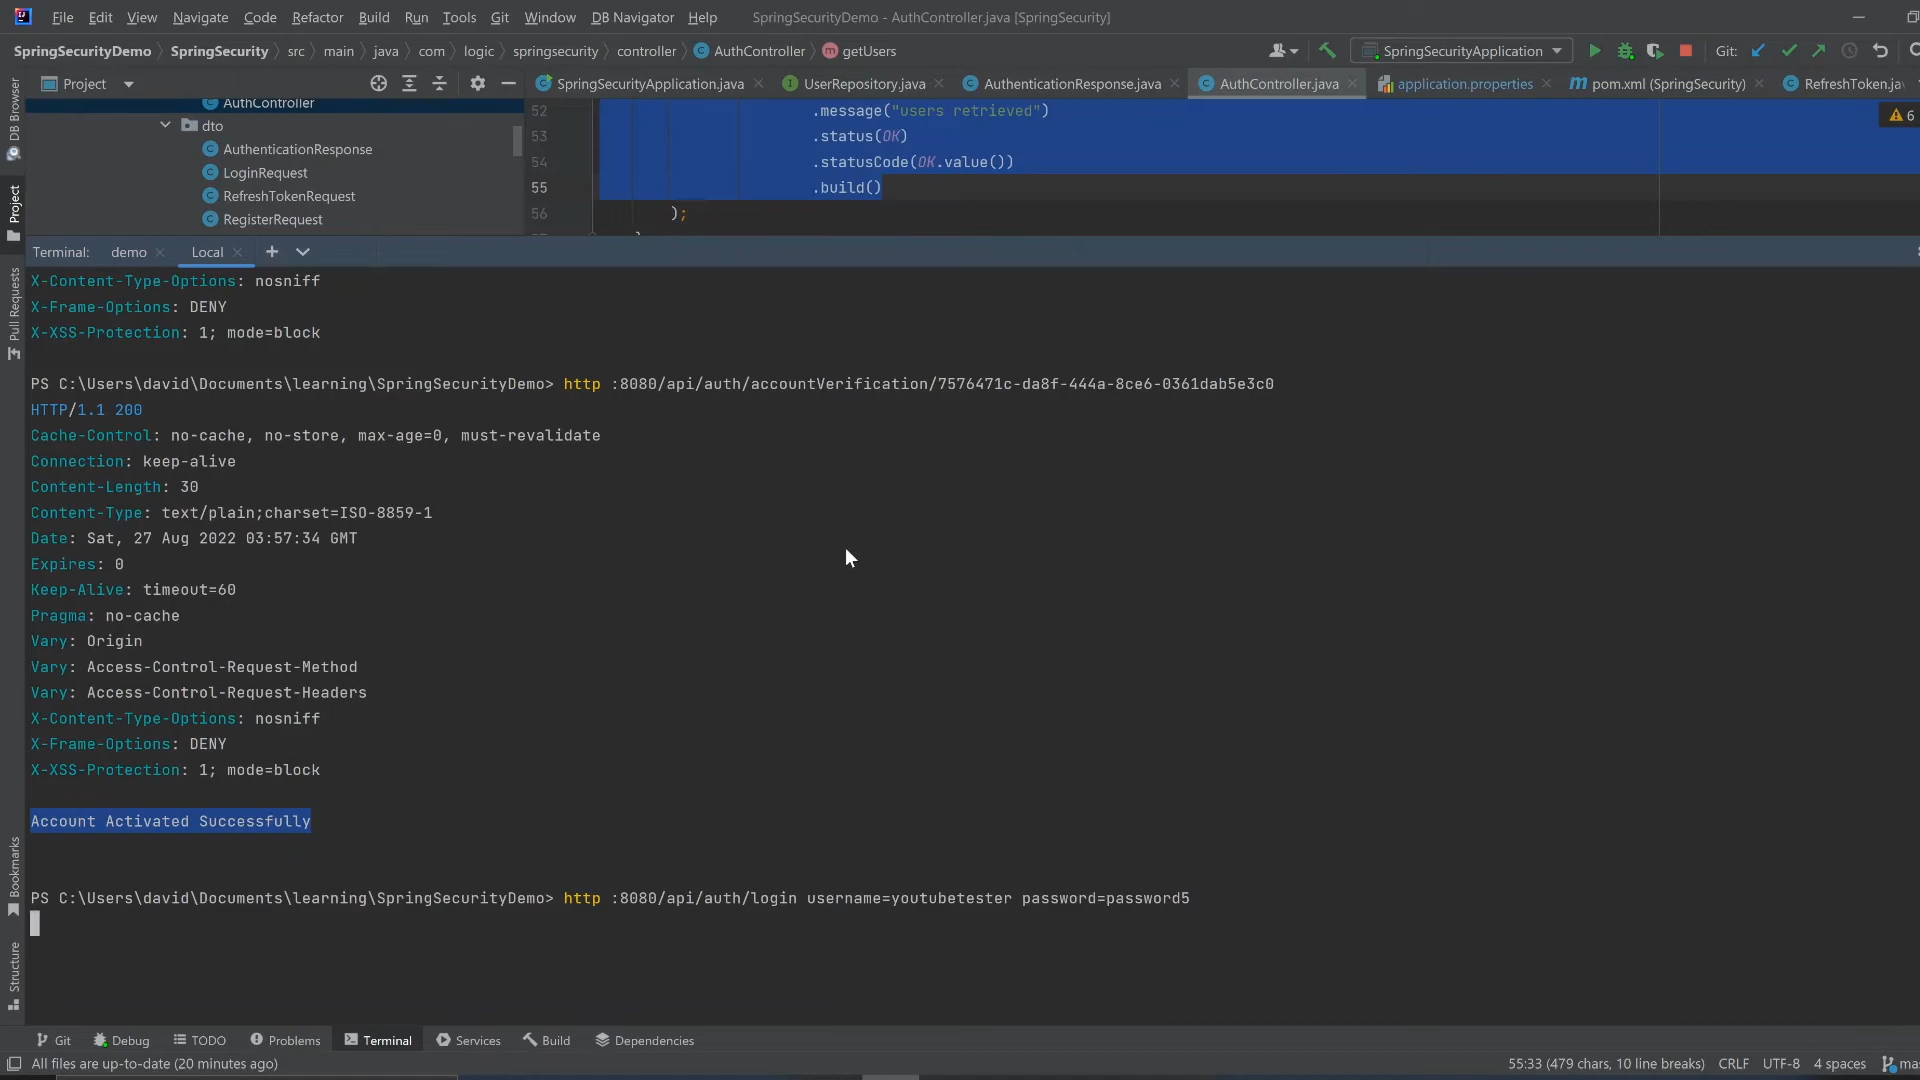 File Edit View Navigate Code Refactor Build Run Tools Git Window DB Navigator Help SpringSecurityDemo - AuthController.java [SpringSecurity]
SpringSecurityDemo SpringSecurity src main java com logic springsecurity controller AuthController getUsers SpringSecurityApplication Git:
Project SpringSecurityApplication.java UserRepository.java AuthenticationResponse.java AuthController.java application.properties pom.xml (SpringSecurity) RefreshToken.ja
DB Browser
Project
Pull Requests
Bookmarks
Structure
AuthController
dto
AuthenticationResponse
LoginRequest
RefreshTokenRequest
RegisterRequest
52 .message("users retrieved")
53 .status(OK)
54 .statusCode(OK.value())
55 .build()
56 );
6
Terminal: demo Local
X-Content-Type-Options: nosniff
X-Frame-Options: DENY
X-XSS-Protection: 1; mode=block
PS C:\Users\david\Documents\learning\SpringSecurityDemo> http :8080/api/auth/accountVerification/7576471c-da8f-444a-8ce6-0361dab5e3c0
HTTP/1.1 200
Cache-Control: no-cache, no-store, max-age=0, must-revalidate
Connection: keep-alive
Content-Length: 30
Content-Type: text/plain;charset=ISO-8859-1
Date: Sat, 27 Aug 2022 03:57:34 GMT
Expires: 0
Keep-Alive: timeout=60
Pragma: no-cache
Vary: Origin
Vary: Access-Control-Request-Method
Vary: Access-Control-Request-Headers
X-Content-Type-Options: nosniff
X-Frame-Options: DENY
X-XSS-Protection: 1; mode=block
Account Activated Successfully
PS C:\Users\david\Documents\learning\SpringSecurityDemo> http :8080/api/auth/login username=youtubetester password=password5
Git Debug TODO Problems Terminal Services Build Dependencies
All files are up-to-date (20 minutes ago) 55:33 (479 chars, 10 line breaks) CRLF UTF-8 4 spaces mas